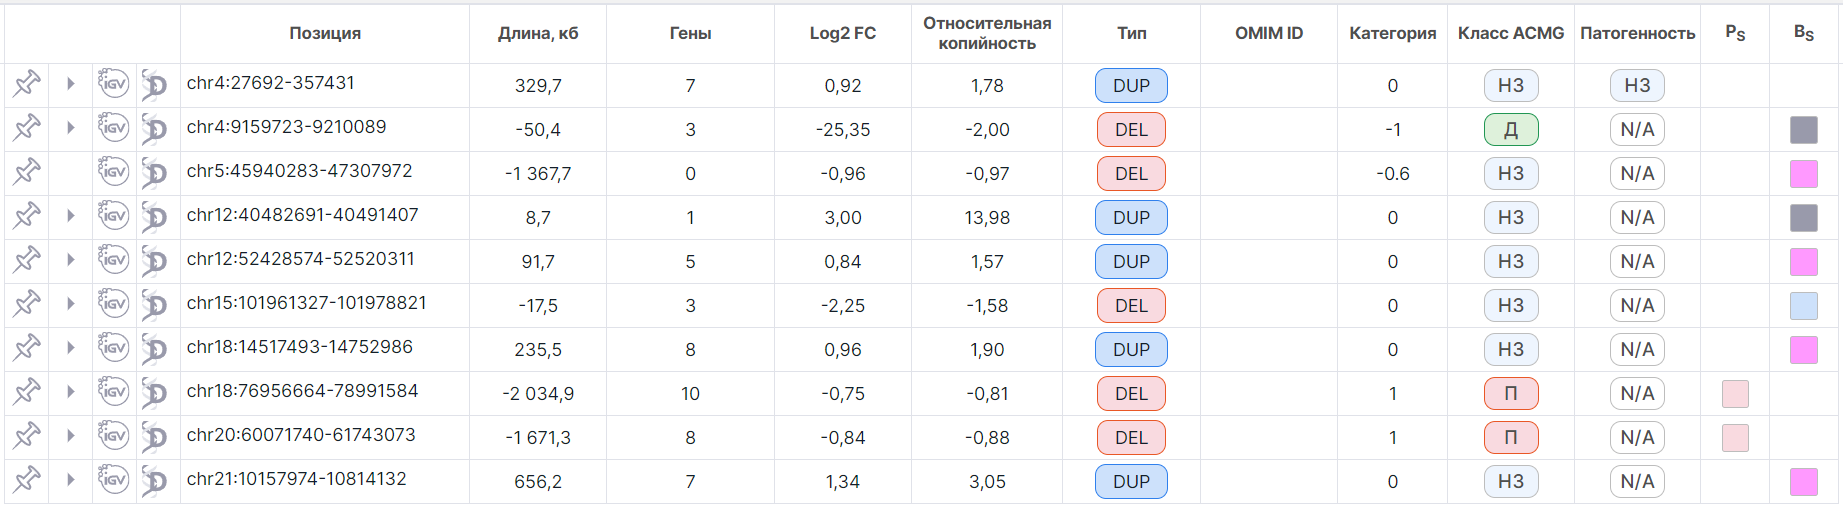 Позиция Длина, кб Гены Log2 FC Относительная копийность Тип OMIM ID Категория Класс ACMG Патогенность PS BS
IGV D chr4:27692-357431 329,7 7 0,92 1,78 DUP 0 НЗ НЗ
IGV D chr4:9159723-9210089 -50,4 3 -25,35 -2,00 DEL -1 Д N/A
IGV D chr5:45940283-47307972 -1 367,7 0 -0,96 -0,97 DEL -0.6 НЗ N/A
IGV D chr12:40482691-40491407 8,7 1 3,00 13,98 DUP 0 НЗ N/A
IGV D chr12:52428574-52520311 91,7 5 0,84 1,57 DUP 0 НЗ N/A
IGV D chr15:101961327-101978821 -17,5 3 -2,25 -1,58 DEL 0 НЗ N/A
IGV D chr18:14517493-14752986 235,5 8 0,96 1,90 DUP 0 НЗ N/A
IGV D chr18:76956664-78991584 -2 034,9 10 -0,75 -0,81 DEL 1 П N/A
IGV D chr20:60071740-61743073 -1 671,3 8 -0,84 -0,88 DEL 1 П N/A
IGV D chr21:10157974-10814132 656,2 7 1,34 3,05 DUP 0 НЗ N/A